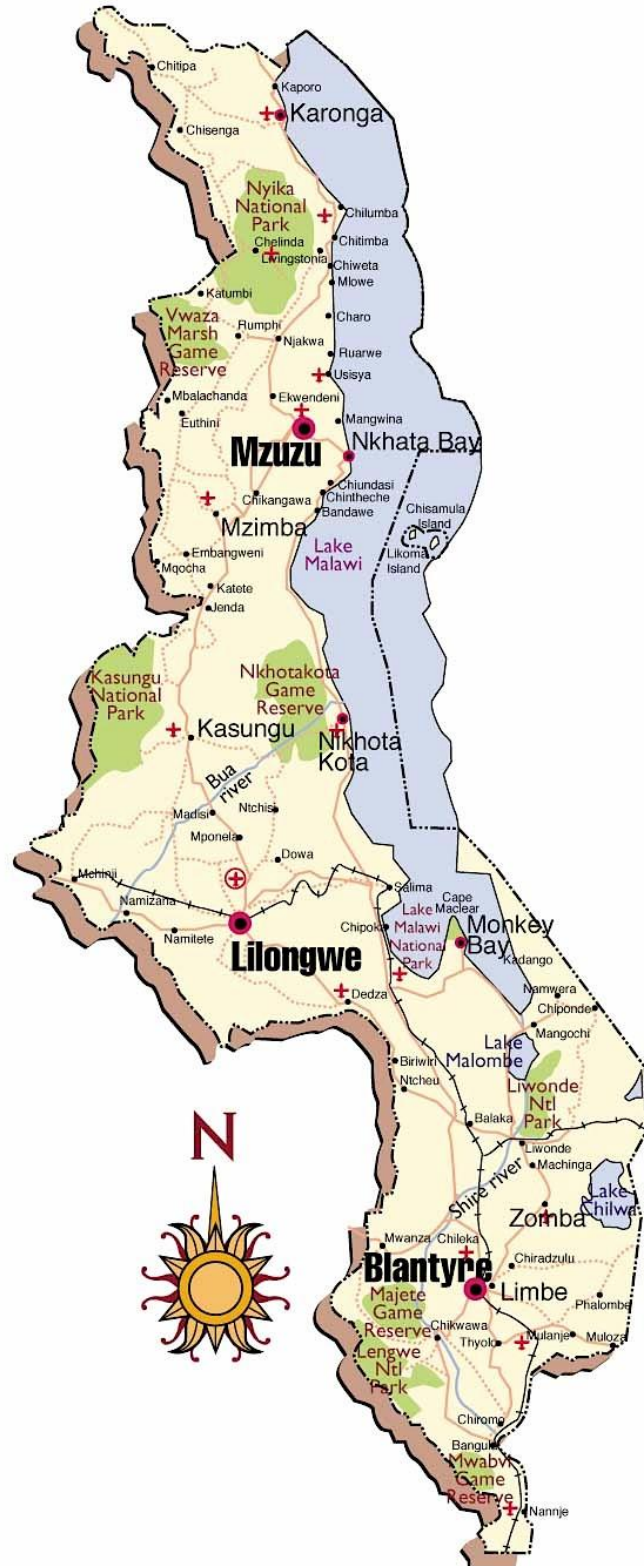 Chitipa
Kaporo
Karonga
Chisenga
Nyika
National
Park
Chilumba
Chelinda
Livingstonia
Chitimba
Chiweta
Mlowe
Katumbi
Vwaza
Marsh
Game
Reserve
Rumphi
Charo
Njakwa
Ruarwe
Usisya
Mbalachanda
Ekwendeni
Euthini
Mangwina
Mzuzu
Nkhata Bay
Chiundasi
Chikangawa
Chintheche
Bandawe
Mzimba
Chisamula
Island
Likoma
Island
Lake
Malawi
Embangweni
Mqocha
Katete
Jenda
Kasungu
National
Park
Nkhotakota
Game
Reserve
Kasungu
Nikhota
Kota
Bua
river
Madisi
Ntchisi
Mponela
Dowa
Mchinji
Salima
Namizana
Namitete
Lilongwe
Chipok
Lake
Malawi
National
Park
Cape
Maclear
Monkey
Bay
Kadango
Dedza
Namwera
Chiponde
Mangochi
Lake
Malombe
Biriwiri
Ntcheu
Liwonde
Ntl
Park
Balaka
Liwonde
Machinga
Shire river
Lake
Chilwa
Zomba
N
Mwanza
Chileka
Chiradzulu
Blantyre
Limbe
Majete
Game
Reserve
Phalombe
Chikwawa
Thyolo
Mulanje
Muloza
Lengwe
Ntl
Park
Chiromo
Bangula
Mwabvi
Game
Reserve
Nannje